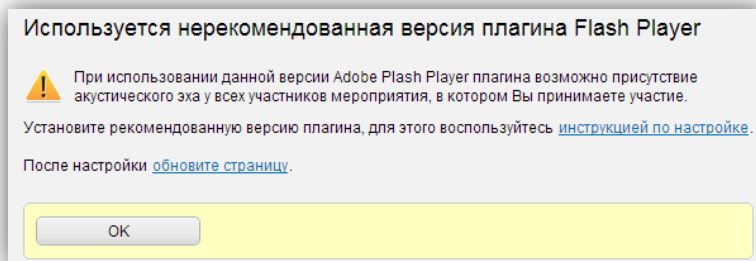 Используется нерекомендованная версия плагина Flash Player
При использовании данной версии Adobe Plash Player плагина возможно присутствие
акустического эха у всех участников мероприятия, в котором Вы принимаете участие.
Установите рекомендованную версию плагина, для этого воспользуйтесь инструкцией по настройке.
После настройки обновите страницу.
OK